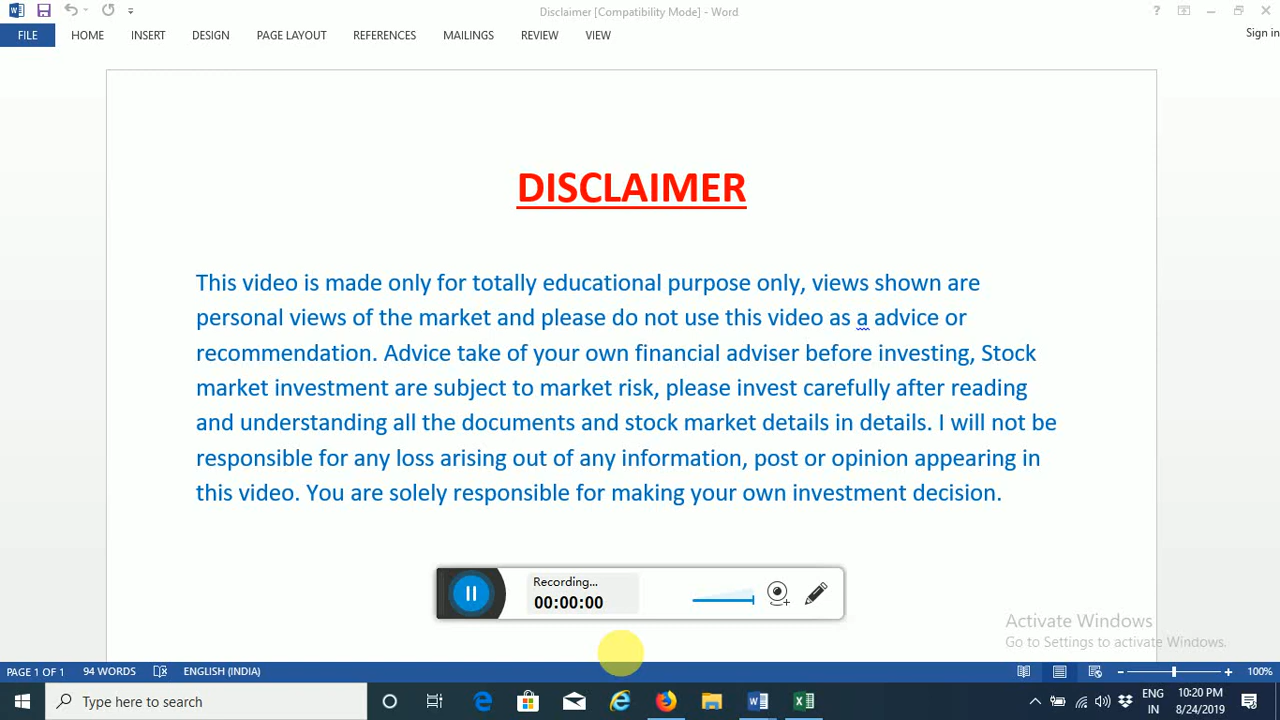 Disclaimer [Compatibility Mode] - Word
?
FILE HOME INSERT DESIGN PAGE LAYOUT REFERENCES MAILINGS REVIEW VIEW Sign in
DISCLAIMER
This video is made only for totally educational purpose only, views shown are
personal views of the market and please do not use this video as a advice or
recommendation. Advice take of your own financial adviser before investing, Stock
market investment are subject to market risk, please invest carefully after reading
and understanding all the documents and stock market details in details. I will not be
responsible for any loss arising out of any information, post or opinion appearing in
this video. You are solely responsible for making your own investment decision.
Recording...
00:00:00
Activate Windows
Go to Settings to activate Windows.
PAGE 1 OF 1 94 WORDS ENGLISH (INDIA) 100%
Type here to search
ENG
IN
10:20 PM
8/24/2019